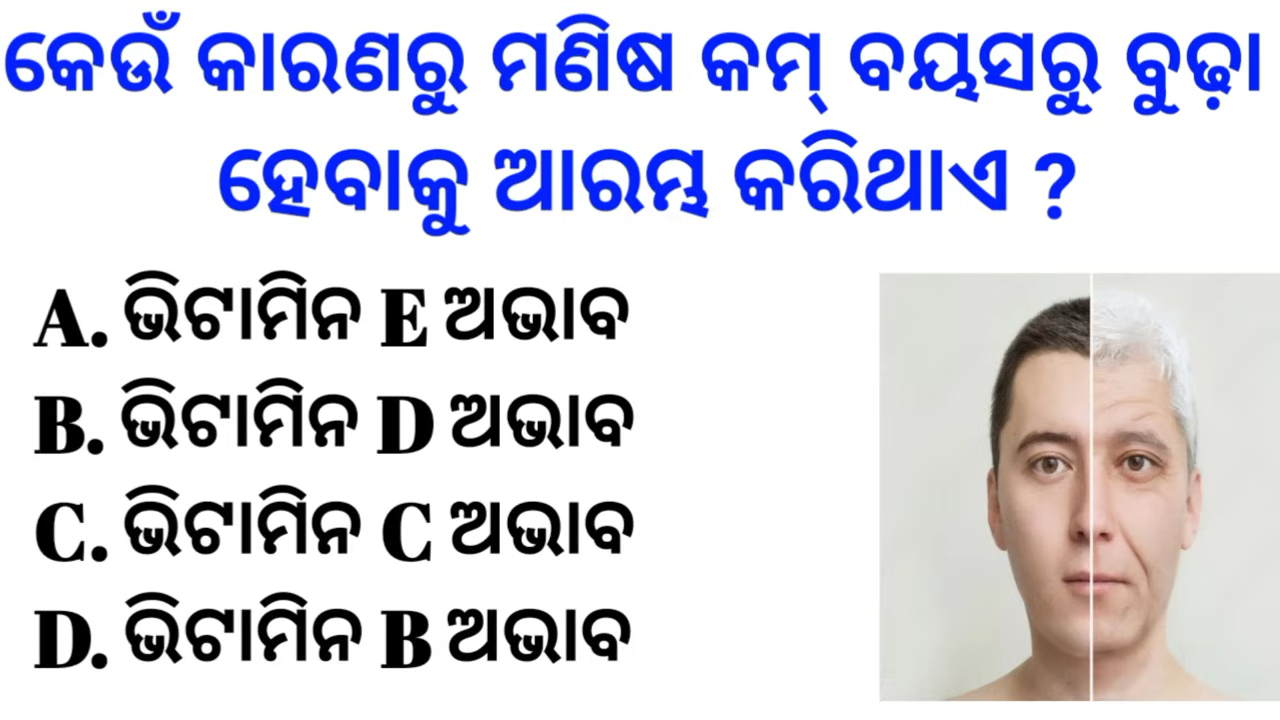 କେଉଁ କାରଣରୁ ମଣିଷ କମ୍ ବୟସରୁ ବୁଢ଼ା
ହେବାକୁ ଆରମ୍ଭ କରିଥାଏ ?
A. ଭିଟାମିନ E ଅଭାବ
B. ଭିଟାମିନ D ଅଭାବ
C. ଭିଟାମିନ C ଅଭାବ
D. ଭିଟାମିନ B ଅଭାବ